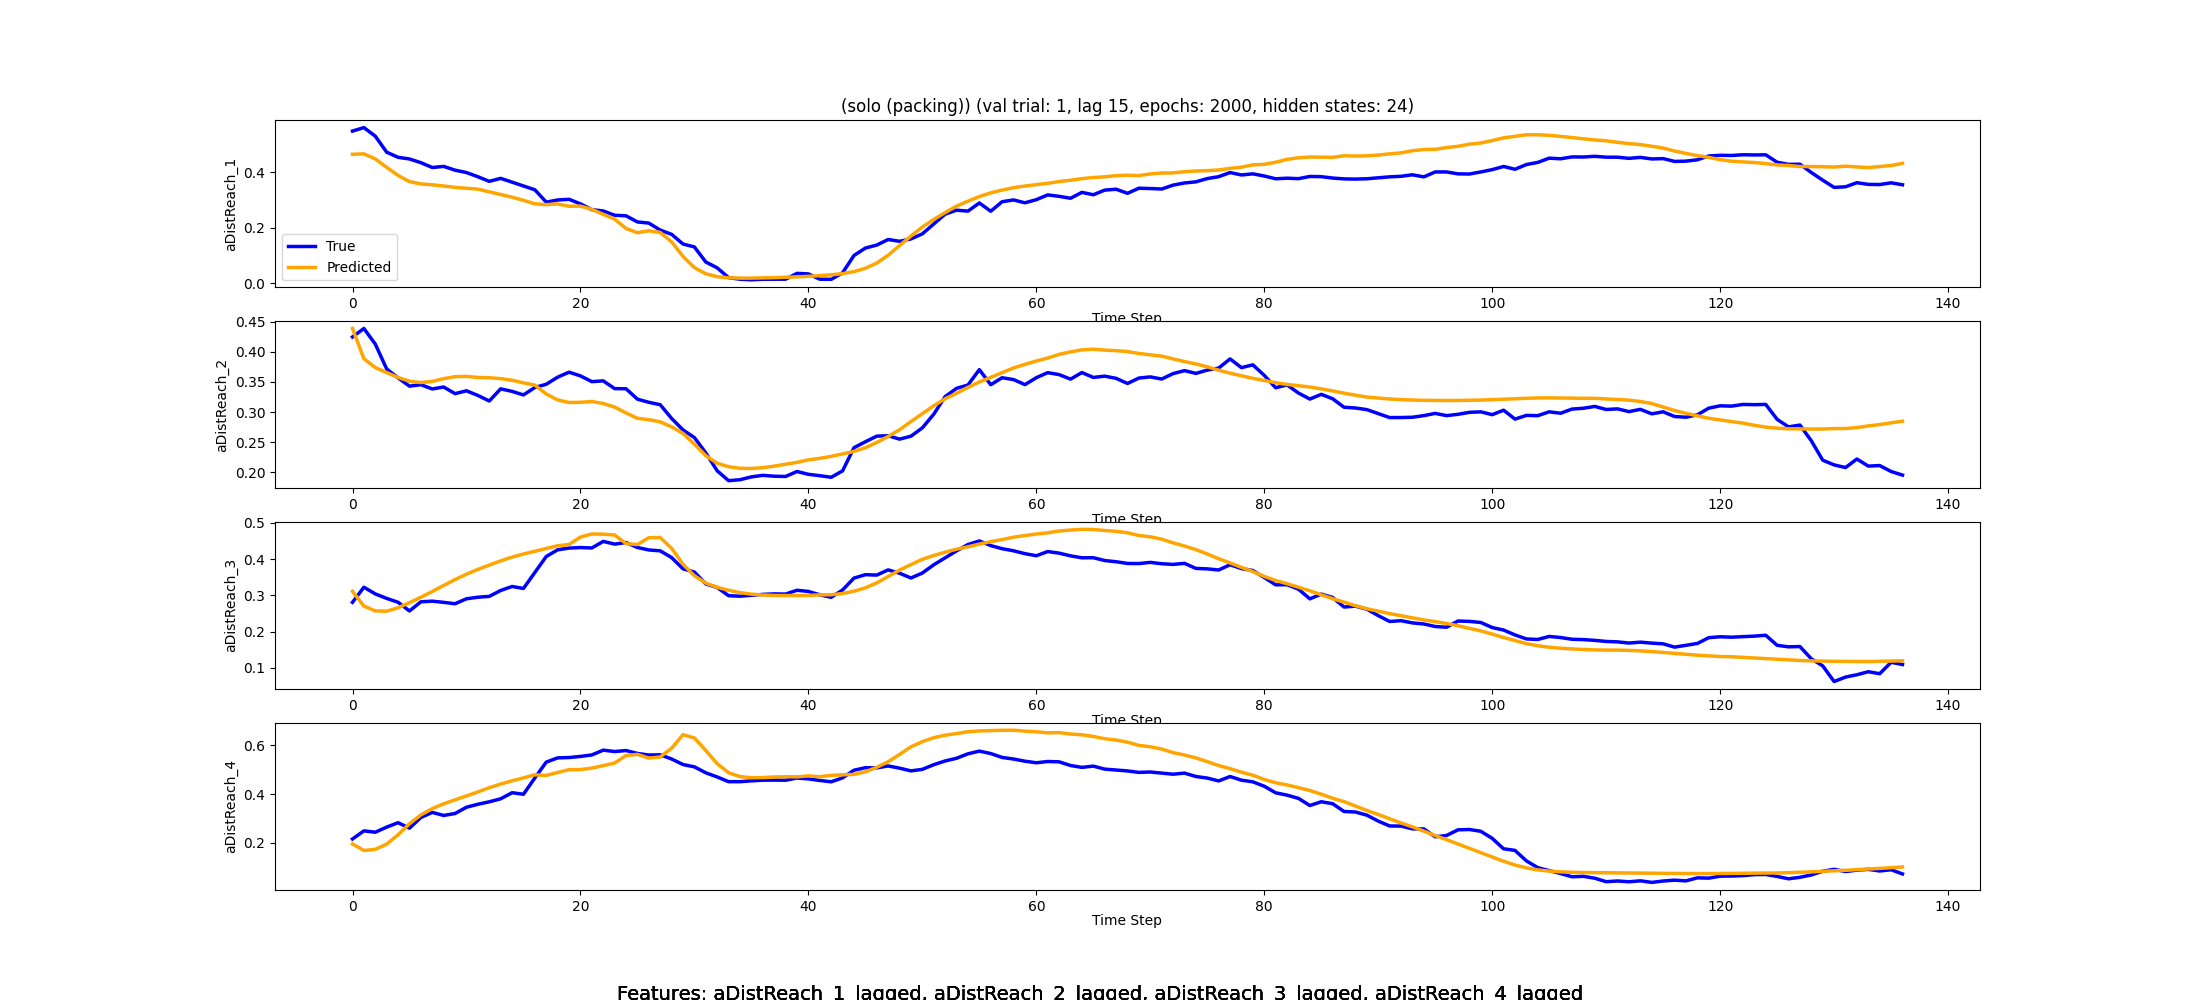 (solo (packing)) (val trial: 1, lag 15, epochs: 2000, hidden states: 24)
aDistReach_1
0.4
0.2
0.0
True
Predicted
0 20 40 60 80 100 120 140
Time Step
aDistReach_2
0.45
0.40
0.35
0.30
0.25
0.20
0 20 40 60 80 100 120 140
Time Step
aDistReach_3
0.5
0.4
0.3
0.2
0.1
0 20 40 60 80 100 120 140
Time Step
aDistReach_4
0.6
0.4
0.2
0 20 40 60 80 100 120 140
Time Step
Features: aDistReach_1_lagged, aDistReach_2_lagged, aDistReach_3_lagged, aDistReach_4_lagged